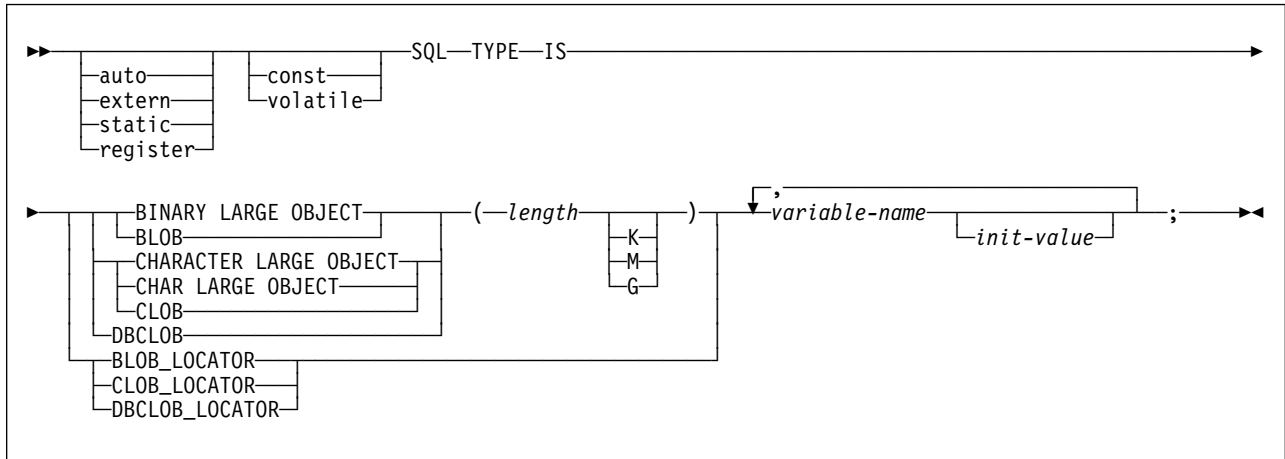 SQL TYPE IS
auto const
extern volatile
static
register
,
BINARY LARGE OBJECT ( length ) variable-name ;
BLOB K init-value
CHARACTER LARGE OBJECT M
CHAR LARGE OBJECT G
CLOB
DBCLOB
BLOB_LOCATOR
CLOB_LOCATOR
DBCLOB_LOCATOR